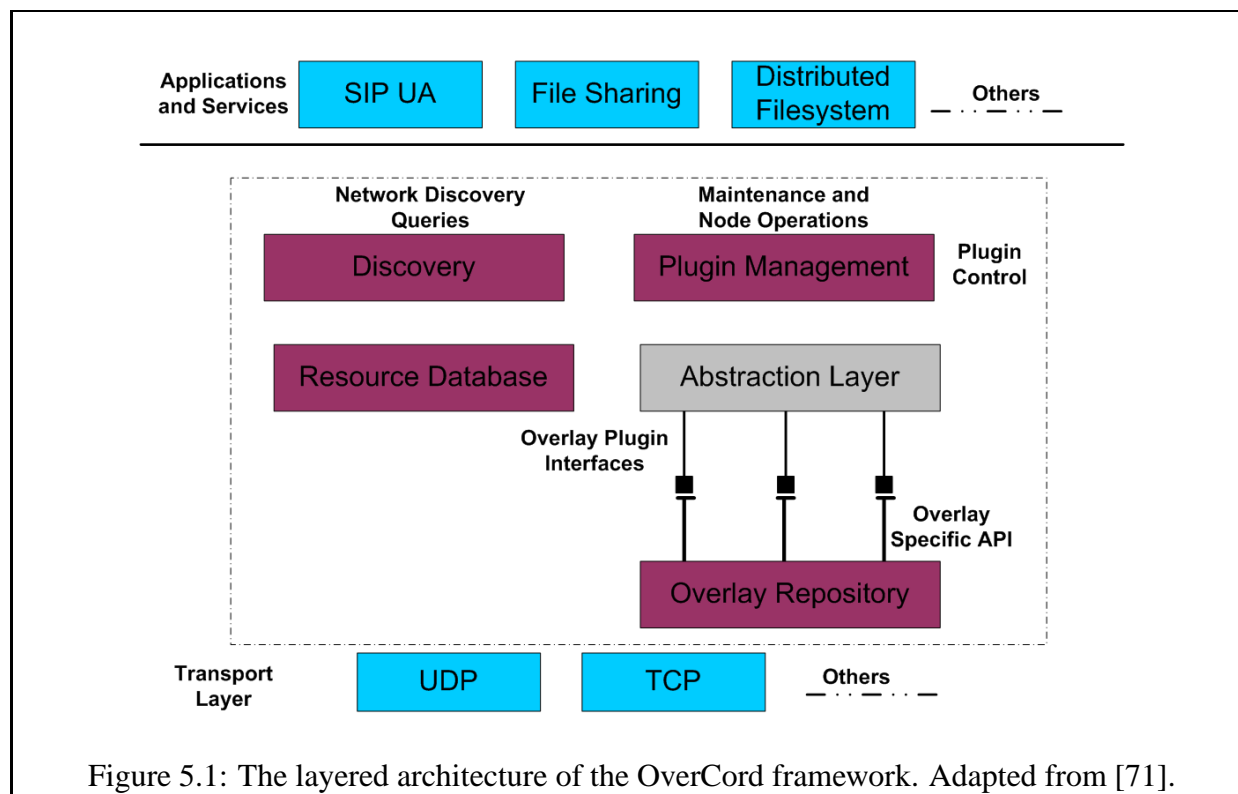 Applications
and Services
SIP UA
File Sharing
Distributed
Filesystem
Others
Network Discovery
Queries
Maintenance and
Node Operations
Discovery
Plugin Management
Plugin
Control
Resource Database
Abstraction Layer
Overlay Plugin
Interfaces
Overlay
Specific API
Overlay Repository
Transport
Layer
UDP
TCP
Others
Figure 5.1: The layered architecture of the OverCord framework. Adapted from [71].